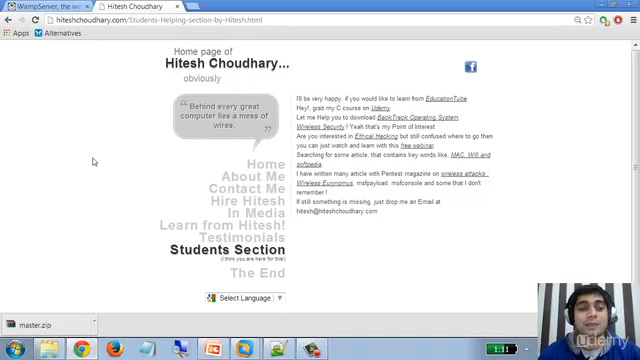 WampServer, the wa
Hitesh Choudhary
hiteshchoudhary.com/Students-Helping-section-by-Hitesh.html
Apps
Alternatives
Home page of
Hitesh Choudhary...
obviously
"Behind every great
computer lies a mess of
wires."
Home
About Me
Contact Me
Hire Hitesh
In Media
Learn from Hitesh!
Testimonials
Students Section
(I think you are here for this!)
The End
Select Language
I'll be very happy, if you would like to learn from EducationTube
Hey!, grab my C course on Udemy
Let me Help you to download BackTrack Operating System.
Wireless Security ! Yeah that's my Point of Interest
Are you interested in Ethical Hacking but still confused where to go then
you can just watch and learn with this free webinar.
Searching for some article, that contains key words like MAC, Wifi and
softpedia
I have written many article with Pentest magazine on wireless attacks ,
Wireless Eurynomus, msfpayload, msfconsole and some that I don't
remember !
If still something is missing, just drop me an Email at
hitesh@hiteshchoudhary.com
master.zip
1:11
udemy